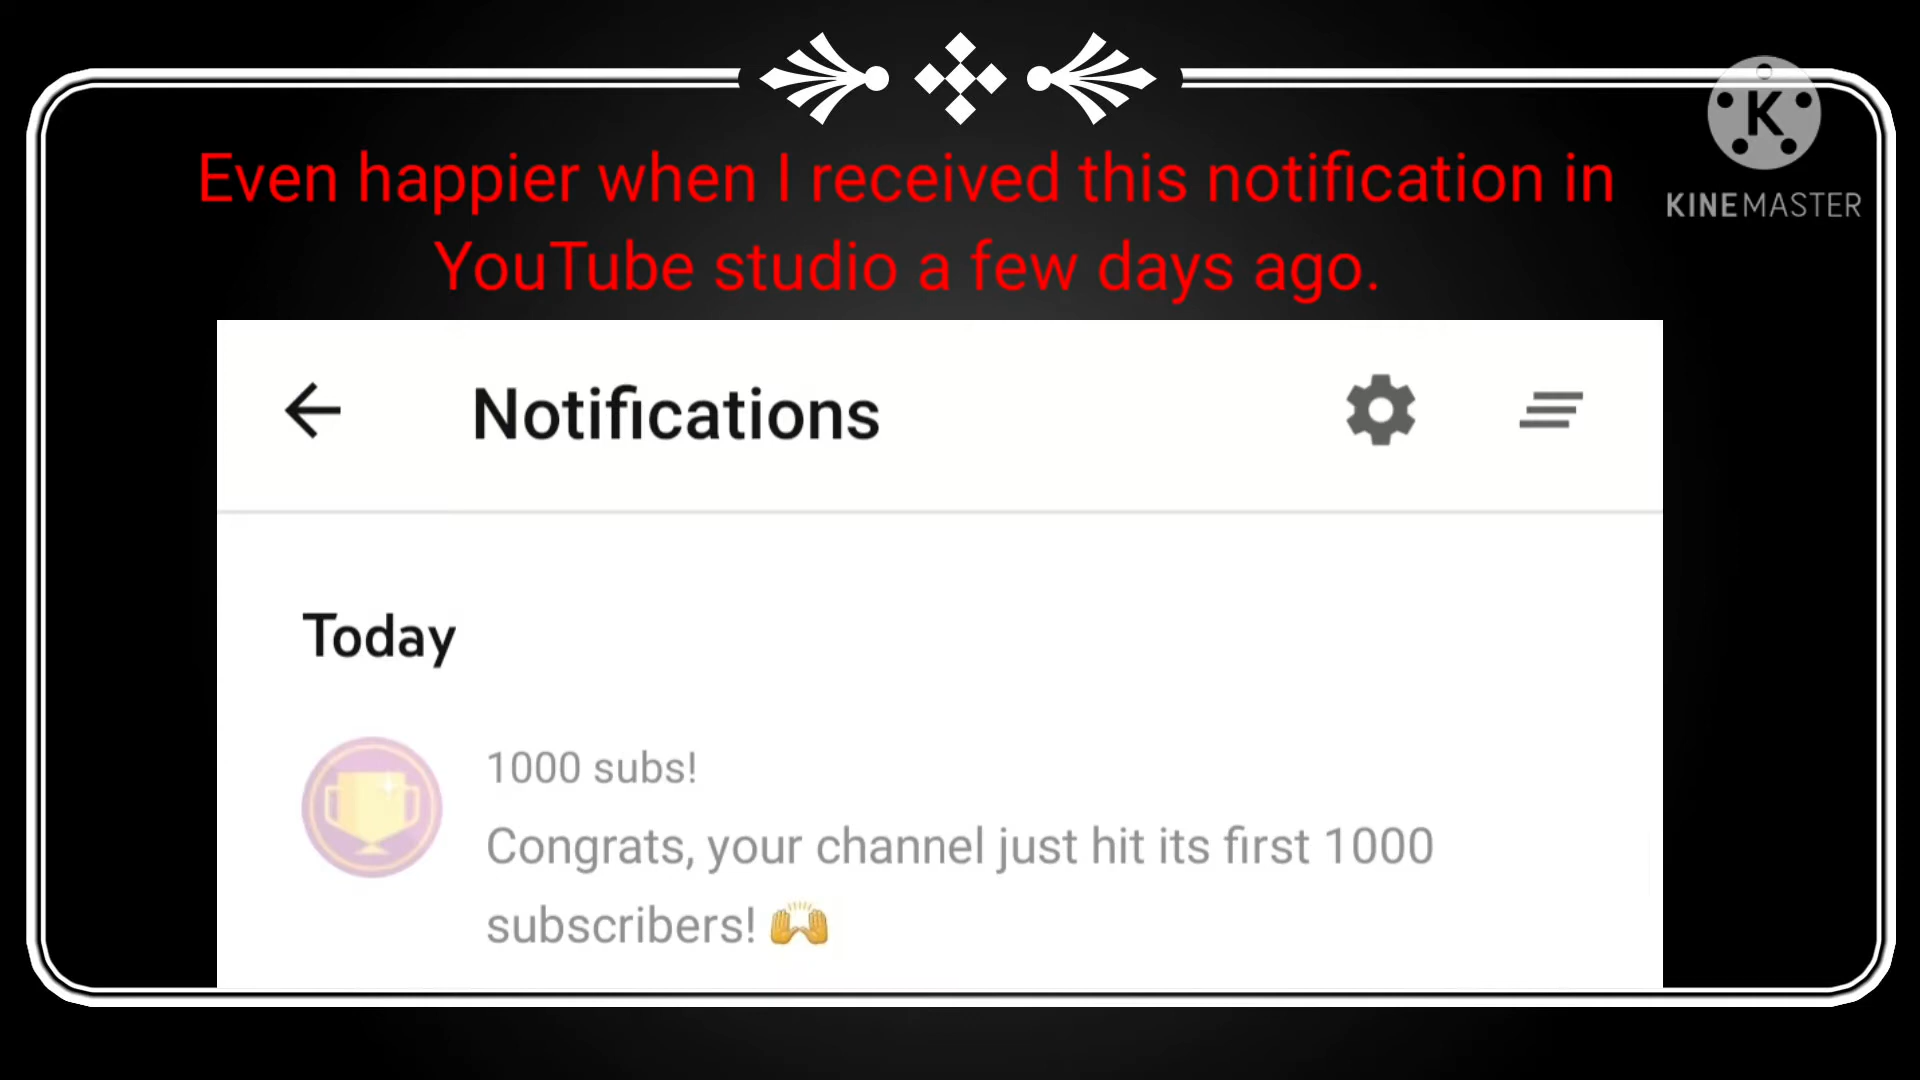 Even happier when I received this notification in
YouTube studio a few days ago.
K
KINEMASTER
Notifications
Today
1000 subs!
Congrats, your channel just hit its first 1000
subscribers! 🙌